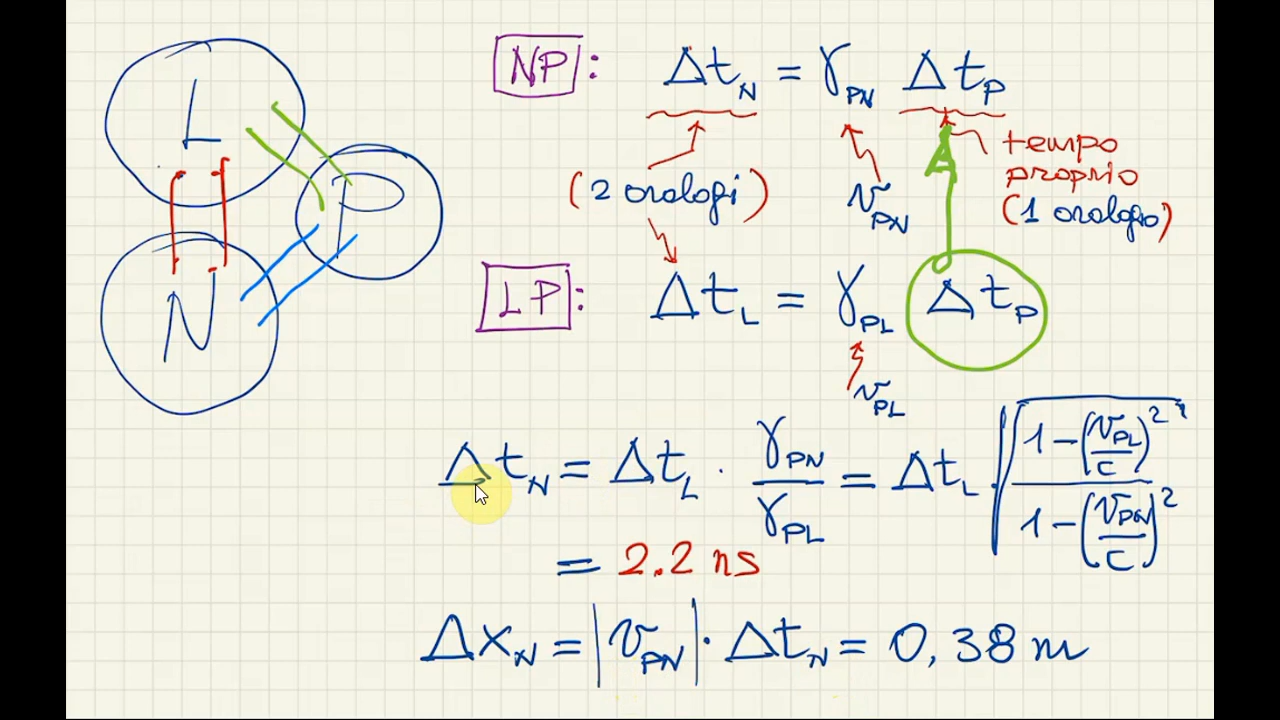 L
P
N
NP : Δt_N = γ_PN Δt_P
tempo
proprio
(1 orologio)
(2 orologi)
v_PN
A
LP : Δt_L = γ_PL Δt_P
v_PL
Δt_N = Δt_L · γ_PN / γ_PL = Δt_L · √((1-(v_PL/c)²) / (1-(v_PN/c)²))
= 2.2 ns
Δx_N = |v_PN| · Δt_N = 0,38 m